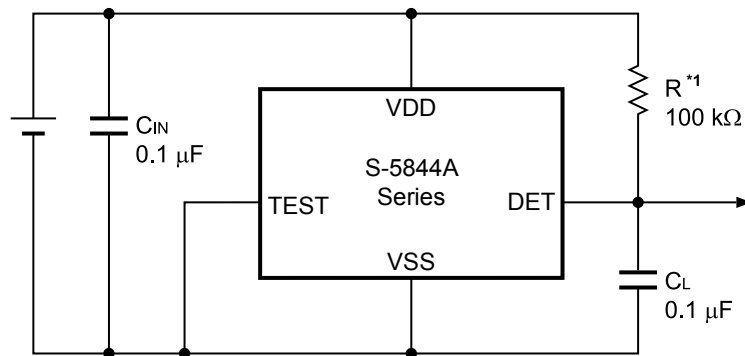 VDD
R*1
100 kΩ
CIN
0.1 µF
S-5844A
Series
TEST
DET
VSS
CL
0.1 µF